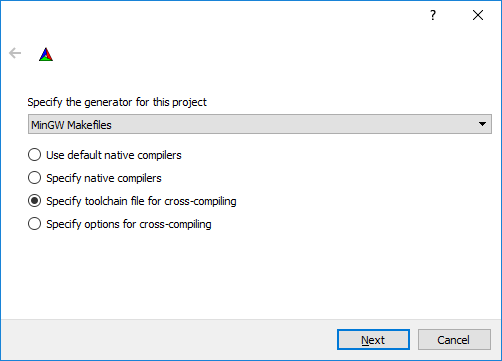 ?
Specify the generator for this project
MinGW Makefiles
Use default native compilers
Specify native compilers
Specify toolchain file for cross-compiling
Specify options for cross-compiling
Next
Cancel